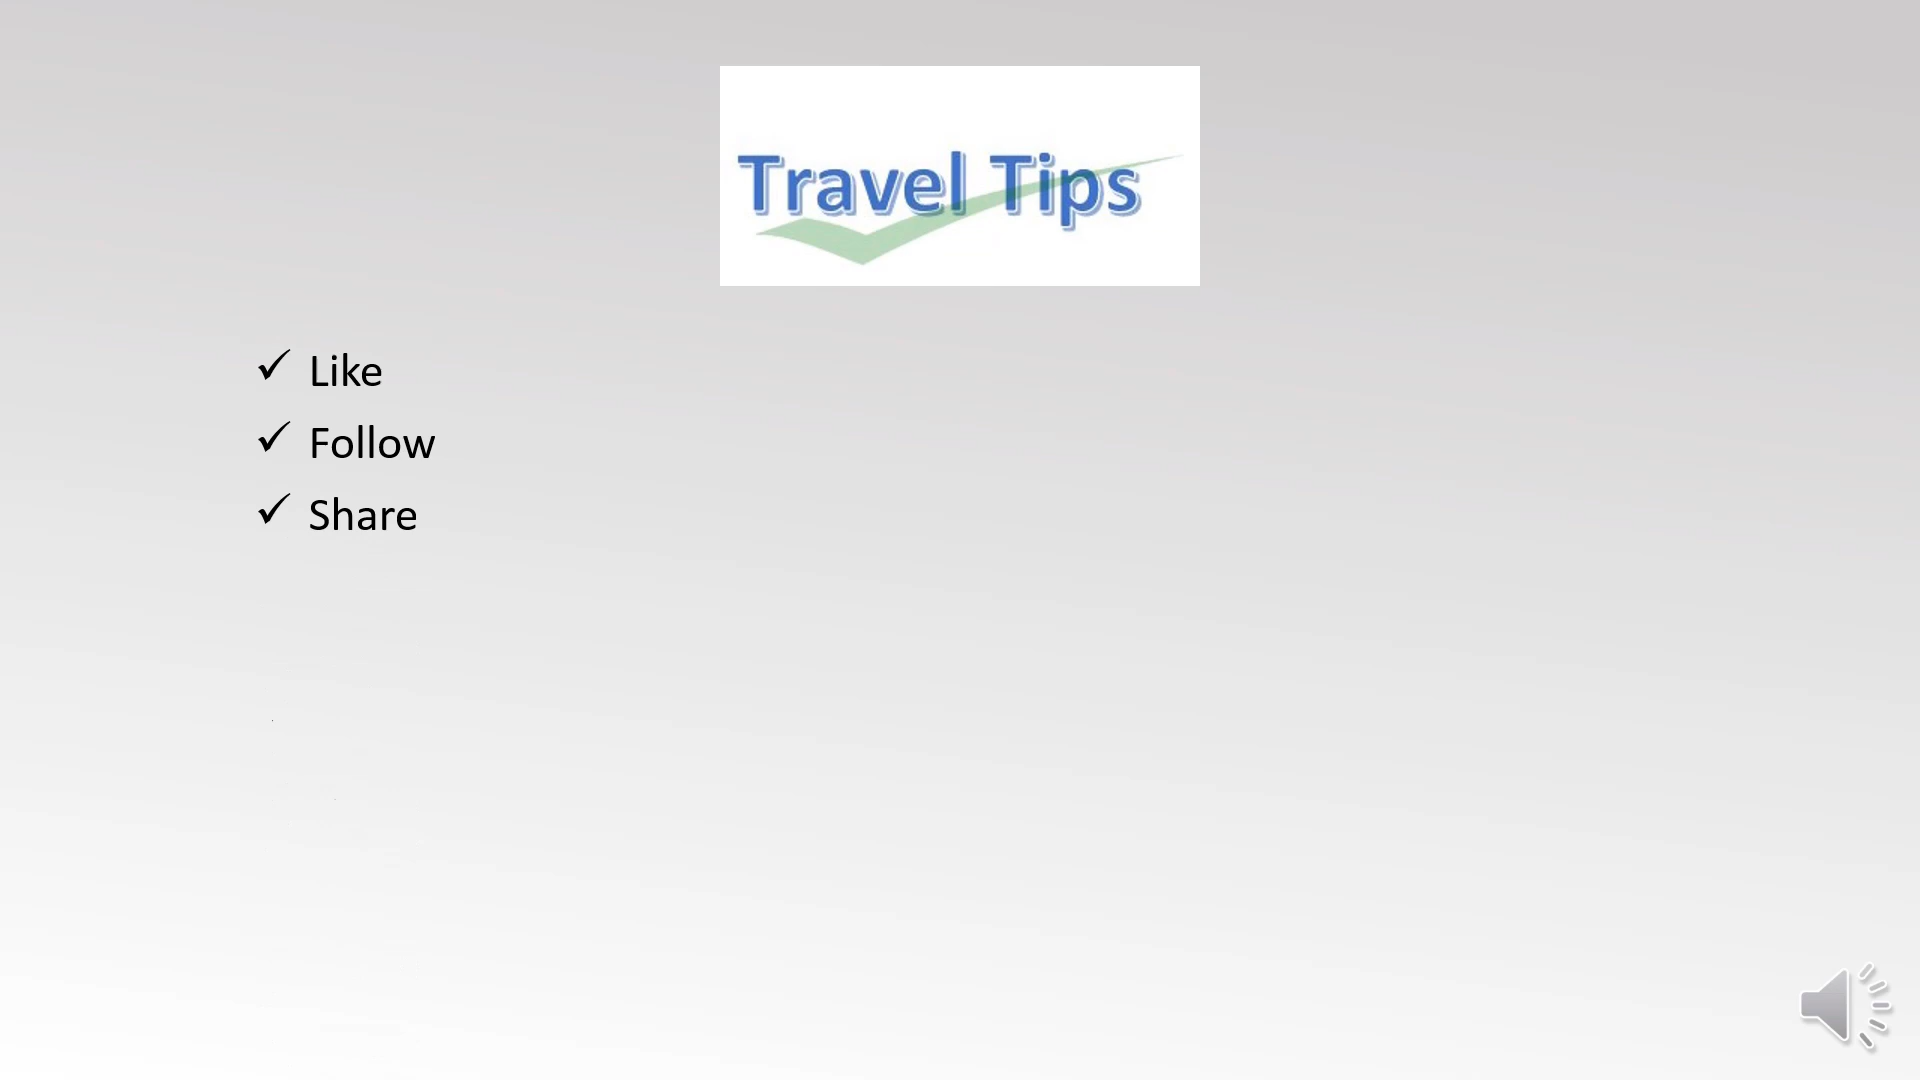 Travel Tips
✓ Like
✓ Follow
✓ Share